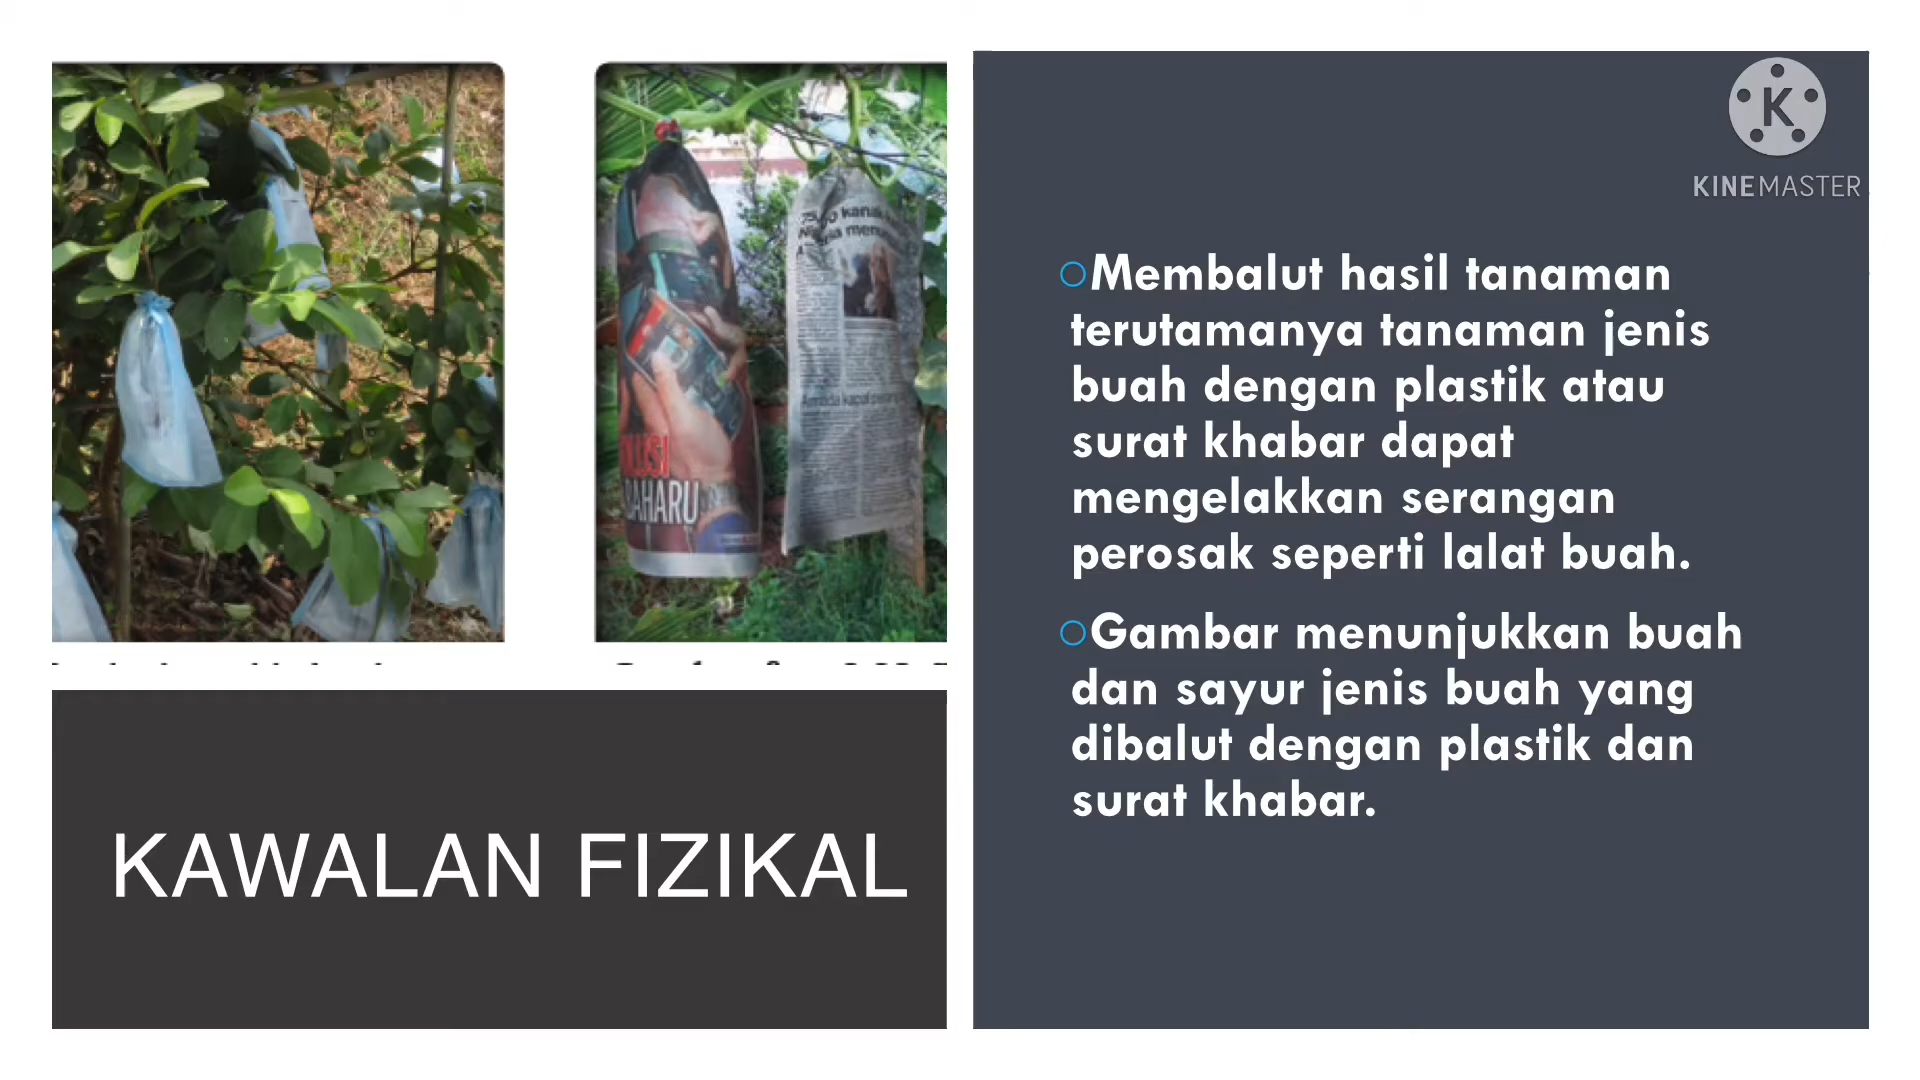 KINEMASTER
Membalut hasil tanaman
terutamanya tanaman jenis
buah dengan plastik atau
surat khabar dapat
mengelakkan serangan
perosak seperti lalat buah.
Gambar menunjukkan buah
dan sayur jenis buah yang
dibalut dengan plastik dan
surat khabar.
BAHARU
KAWALAN FIZIKAL